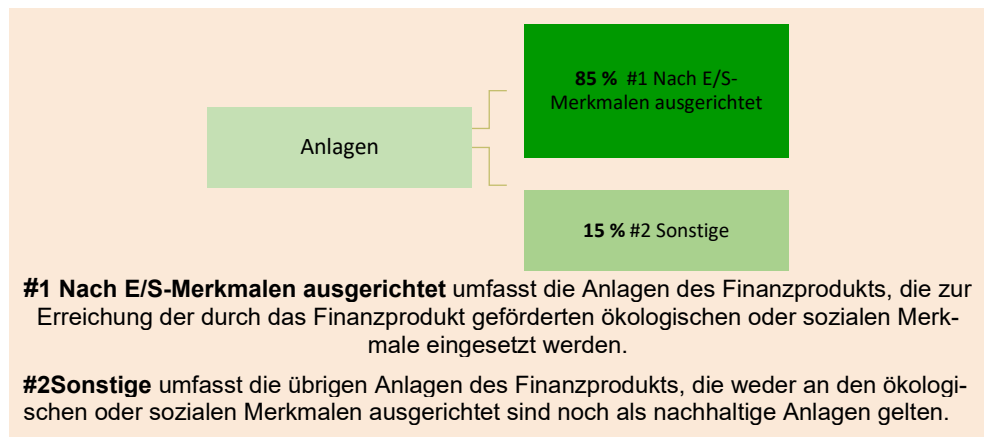 85 % #1 Nach E/S-
Merkmalen ausgerichtet
Anlagen
15 % #2 Sonstige
#1 Nach E/S-Merkmalen ausgerichtet umfasst die Anlagen des Finanzprodukts, die zur
Erreichung der durch das Finanzprodukt geförderten ökologischen oder sozialen Merk-
male eingesetzt werden.
#2Sonstige umfasst die übrigen Anlagen des Finanzprodukts, die weder an den ökologi-
schen oder sozialen Merkmalen ausgerichtet sind noch als nachhaltige Anlagen gelten.